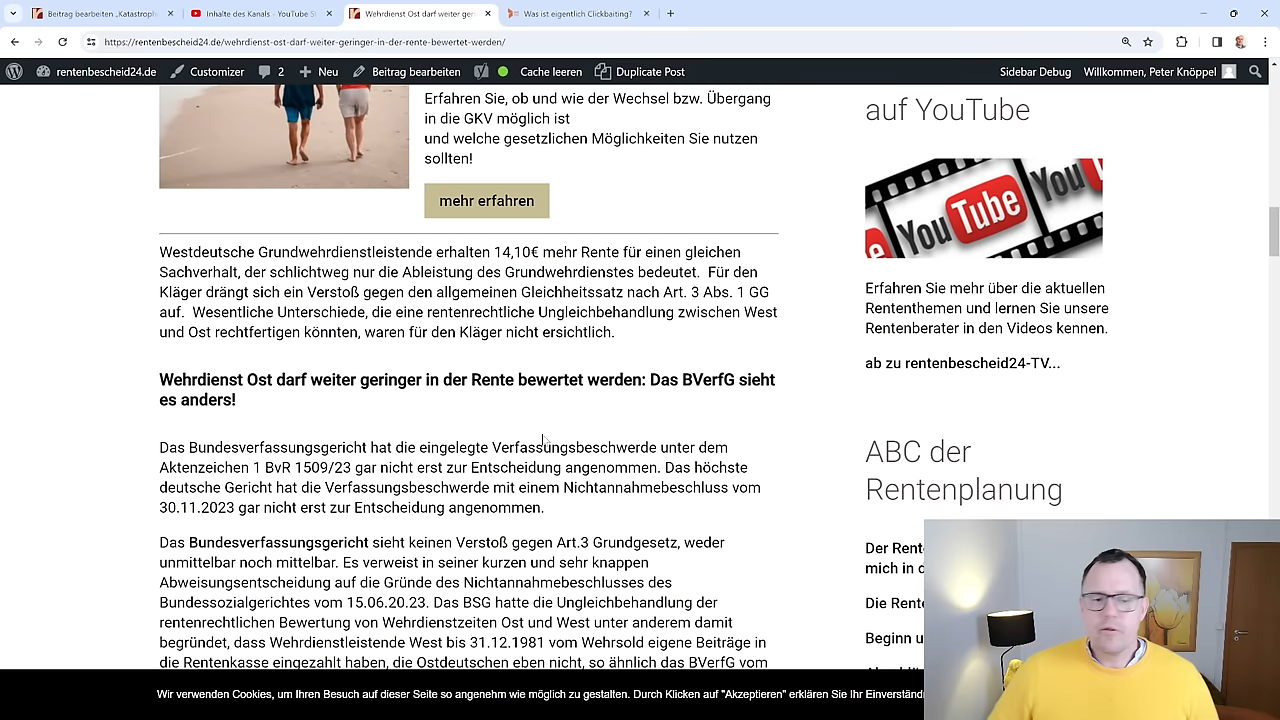 Beitrag bearbeiten „Katastroph
Inhalte des Kanals – YouTube St
Wehrdienst Ost darf weiter ger
Was ist eigentlich Clickbaiting?
https://rentenbescheid24.de/wehrdienst-ost-darf-weiter-geringer-in-der-rente-bewertet-werden/
rentenbescheid24.de
Customizer
2
Neu
Beitrag bearbeiten
Cache leeren
Duplicate Post
Sidebar Debug
Willkommen, Peter Knöppel
Erfahren Sie, ob und wie der Wechsel bzw. Übergang
in die GKV möglich ist
und welche gesetzlichen Möglichkeiten Sie nutzen
sollten!
mehr erfahren
Westdeutsche Grundwehrdienstleistende erhalten 14,10€ mehr Rente für einen gleichen
Sachverhalt, der schlichtweg nur die Ableistung des Grundwehrdienstes bedeutet. Für den
Kläger drängt sich ein Verstoß gegen den allgemeinen Gleichheitssatz nach Art. 3 Abs. 1 GG
auf. Wesentliche Unterschiede, die eine rentenrechtliche Ungleichbehandlung zwischen West
und Ost rechtfertigen könnten, waren für den Kläger nicht ersichtlich.
Wehrdienst Ost darf weiter geringer in der Rente bewertet werden: Das BVerfG sieht
es anders!
Das Bundesverfassungsgericht hat die eingelegte Verfassungsbeschwerde unter dem
Aktenzeichen 1 BvR 1509/23 gar nicht erst zur Entscheidung angenommen. Das höchste
deutsche Gericht hat die Verfassungsbeschwerde mit einem Nichtannahmebeschluss vom
30.11.2023 gar nicht erst zur Entscheidung angenommen.
Das Bundesverfassungsgericht sieht keinen Verstoß gegen Art.3 Grundgesetz, weder
unmittelbar noch mittelbar. Es verweist in seiner kurzen und sehr knappen
Abweisungsentscheidung auf die Gründe des Nichtannahmebeschlusses des
Bundessozialgerichtes vom 15.06.20.23. Das BSG hatte die Ungleichbehandlung der
rentenrechtlichen Bewertung von Wehrdienstzeiten Ost und West unter anderem damit
begründet, dass Wehrdienstleistende West bis 31.12.1981 vom Wehrsold eigene Beiträge in
die Rentenkasse eingezahlt haben, die Ostdeutschen eben nicht, so ähnlich das BVerfG vom
auf YouTube
You Tube You
Erfahren Sie mehr über die aktuellen
Rententhemen und lernen Sie unsere
Rentenberater in den Videos kennen.
ab zu rentenbescheid24-TV...
ABC der
Rentenplanung
Der Rent
mich in d
Die Rente
Beginn u
Wir verwenden Cookies, um Ihren Besuch auf dieser Seite so angenehm wie möglich zu gestalten. Durch Klicken auf "Akzeptieren" erklären Sie Ihr Einverständ